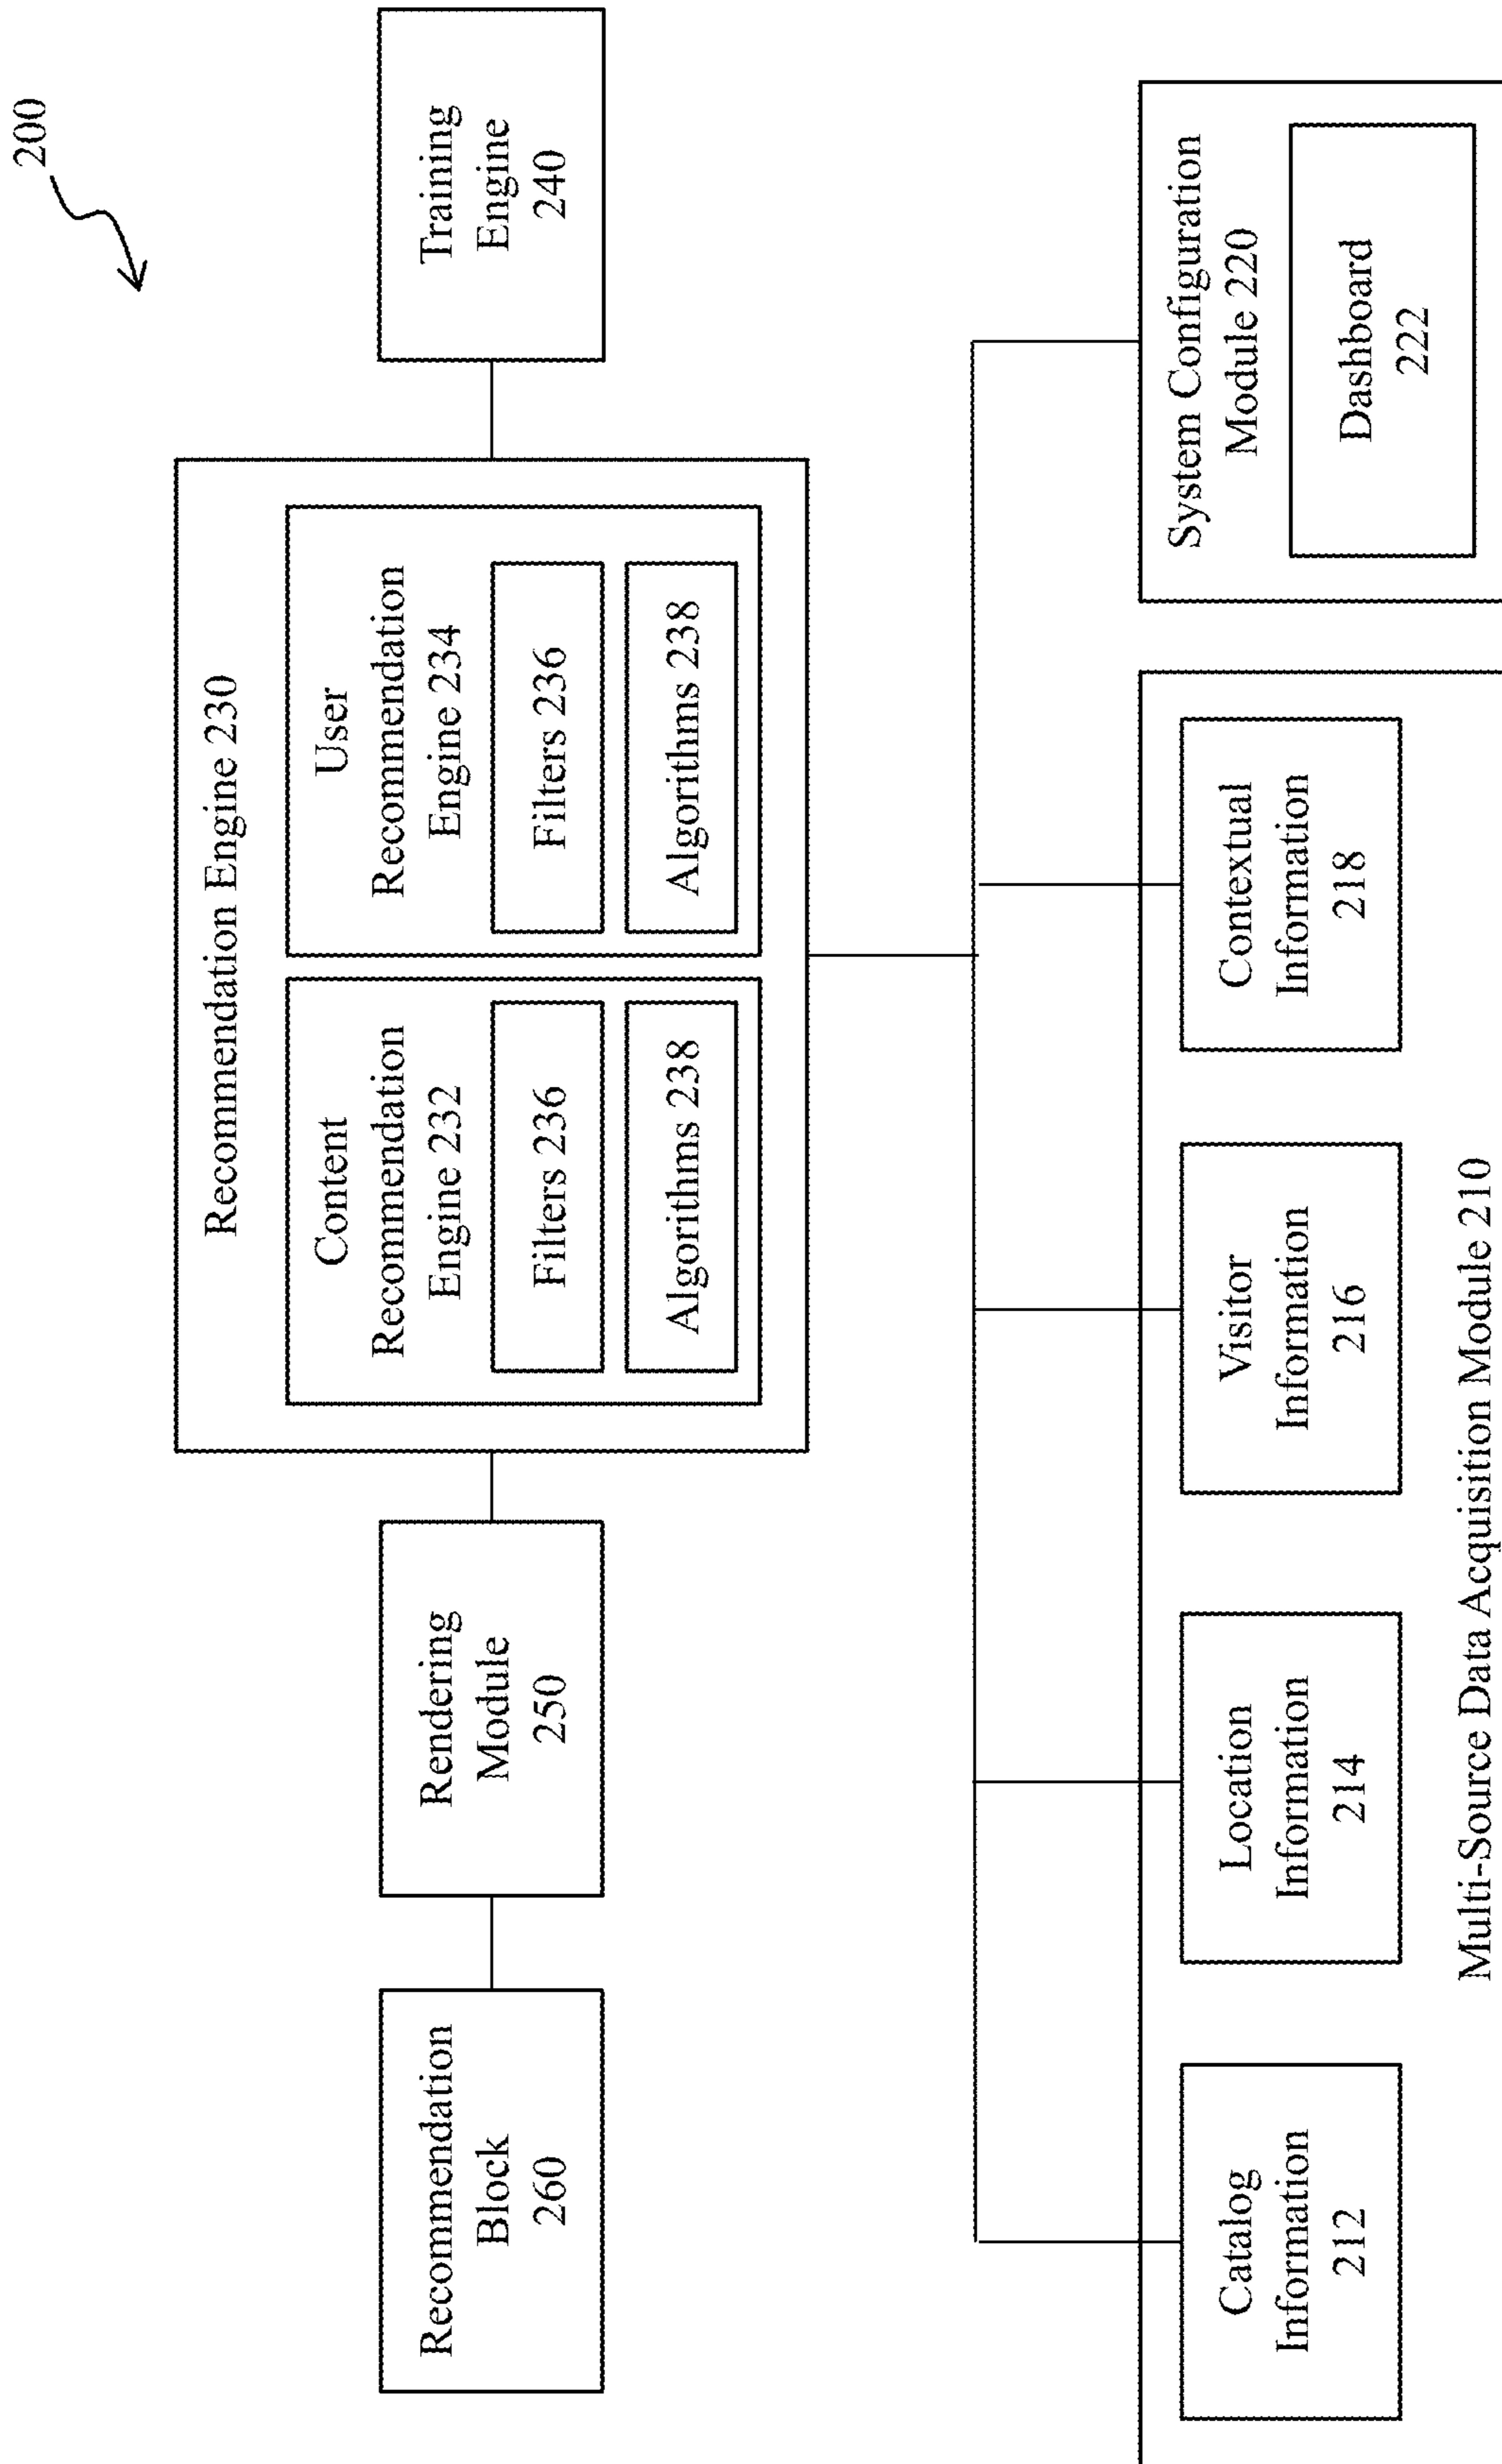 200
Recommendation Engine 230
Content
Recommendation
Engine 232
Filters 236
Algorithms 238
User
Recommendation
Engine 234
Filters 236
Algorithms 238
Recommendation
Block
260
Rendering
Module
250
Training
Engine
240
Catalog
Information
212
Location
Information
214
Visitor
Information
216
Contextual
Information
218
Multi-Source Data Acquisition Module 210
System Configuration
Module 220
Dashboard
222